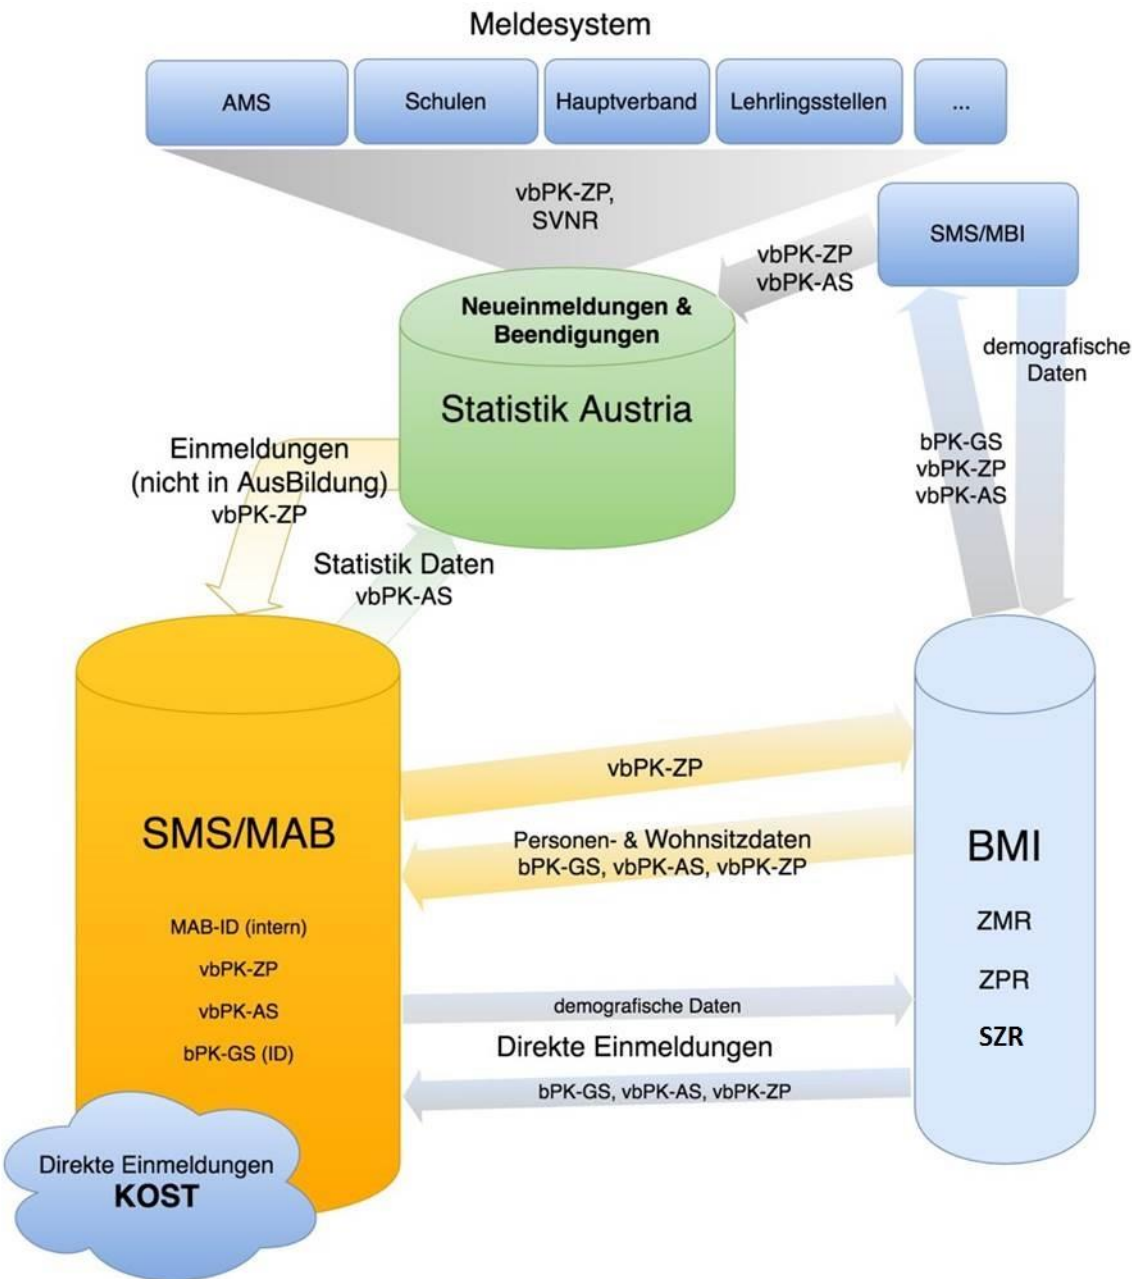 Meldesystem
AMS
Schulen
Hauptverband
Lehrlingsstellen
...
vbPK-ZP,
SVNR
SMS/MBI
vbPK-ZP
vbPK-AS
Neueinmeldungen &
Beendigungen
Statistik Austria
demografische
Daten
bPK-GS
vbPK-ZP
vbPK-AS
Einmeldungen
(nicht in AusBildung)
vbPK-ZP
Statistik Daten
vbPK-AS
vbPK-ZP
SMS/MAB
Personen- & Wohnsitzdaten
bPK-GS, vbPK-AS, vbPK-ZP
BMI
MAB-ID (intern)
vbPK-ZP
vbPK-AS
bPK-GS (ID)
ZMR
ZPR
SZR
demografische Daten
Direkte Einmeldungen
bPK-GS, vbPK-AS, vbPK-ZP
Direkte Einmeldungen
KOST